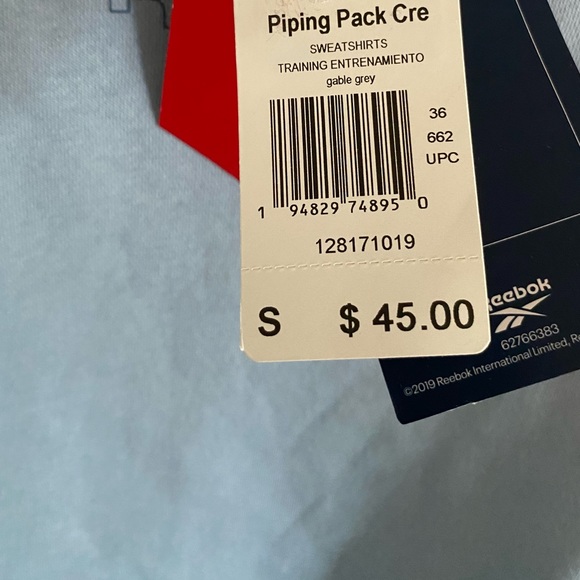 Piping Pack Cre
SWEATSHIRTS
TRAINING ENTRENAMIENTO
gable grey
36
662
UPC
1 94829 74895 0
128171019
S $ 45.00
Reebok
62766383
©2019 Reebok International Limited,